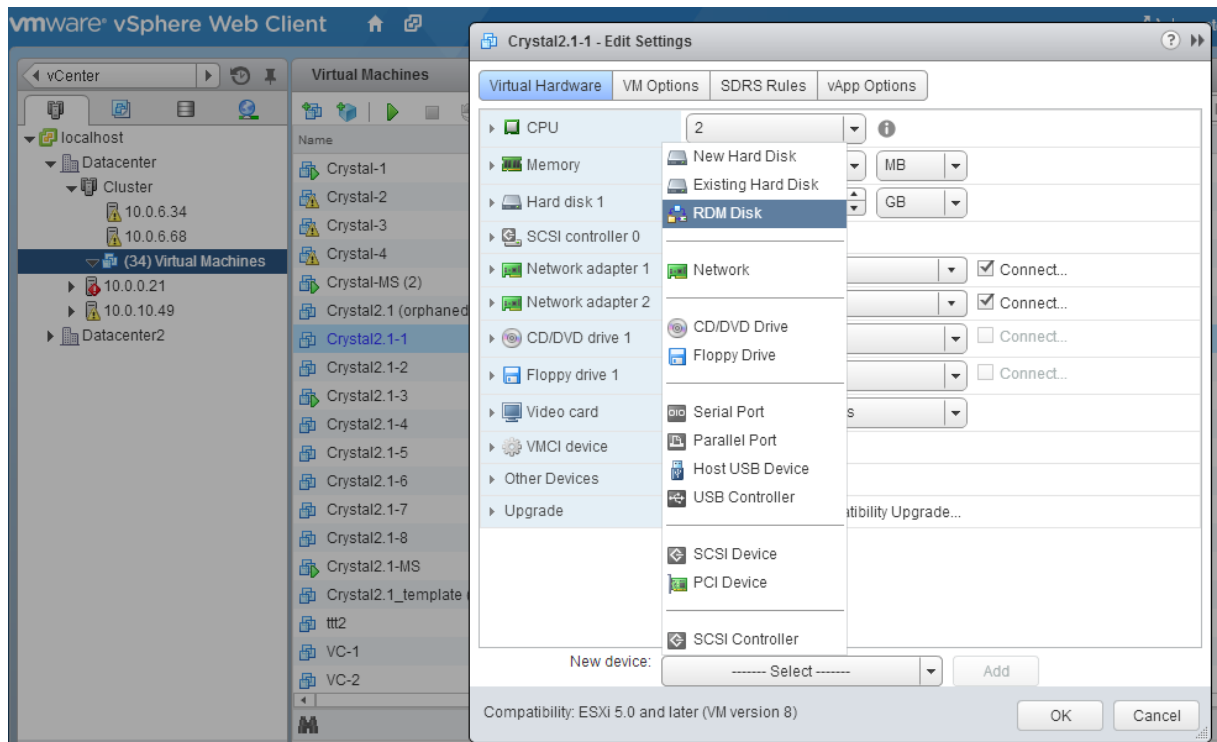 vmware® vSphere Web Client
vCenter
localhost
Datacenter
Cluster
10.0.6.34
10.0.6.68
(34) Virtual Machines
10.0.0.21
10.0.10.49
Datacenter2
Virtual Machines
Name
Crystal-1
Crystal-2
Crystal-3
Crystal-4
Crystal-MS (2)
Crystal2.1 (orphaned
Crystal2.1-1
Crystal2.1-2
Crystal2.1-3
Crystal2.1-4
Crystal2.1-5
Crystal2.1-6
Crystal2.1-7
Crystal2.1-8
Crystal2.1-MS
Crystal2.1_template (
ttt2
VC-1
VC-2
Crystal2.1-1 - Edit Settings
Virtual Hardware VM Options SDRS Rules vApp Options
CPU 2
Memory MB
Hard disk 1 GB
SCSI controller 0
Network adapter 1 Connect...
Network adapter 2 Connect...
CD/DVD drive 1 Connect...
Floppy drive 1 Connect...
Video card s
VMCI device
Other Devices
Upgrade atibility Upgrade...
New Hard Disk
Existing Hard Disk
RDM Disk
Network
CD/DVD Drive
Floppy Drive
Serial Port
Parallel Port
Host USB Device
USB Controller
SCSI Device
PCI Device
SCSI Controller
New device: ------- Select ------- Add
Compatibility: ESXi 5.0 and later (VM version 8) OK Cancel